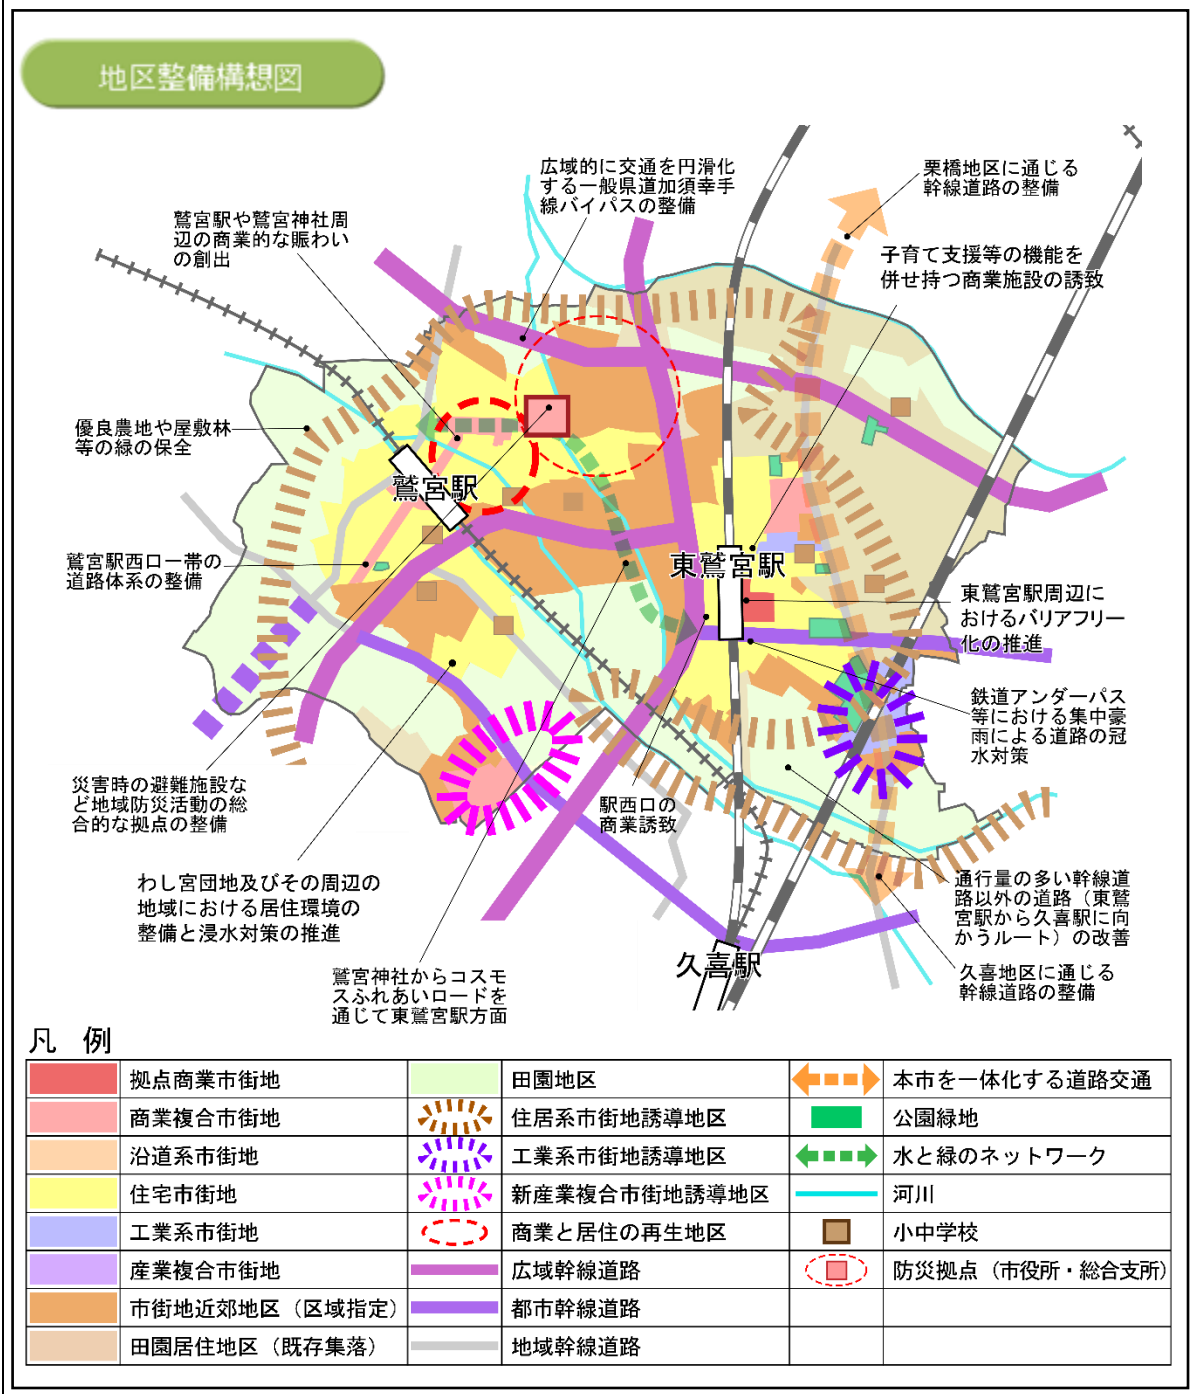 地区整備構想図
広域的に交通を円滑化
する一般県道加須幸手
線バイパスの整備
栗橋地区に通じる
幹線道路の整備
鷲宮駅や鷲宮神社周
辺の商業的な賑わい
の創出
子育て支援等の機能を
併せ持つ商業施設の誘致
優良農地や屋敷林
等の緑の保全
鷲宮駅
鷲宮駅西口一帯の
道路体系の整備
東鷲宮駅
東鷲宮駅周辺に
おけるバリアフリー
化の推進
鉄道アンダーパス
等における集中豪
雨による道路の冠
水対策
災害時の避難施設な
ど地域防災活動の総
合的な拠点の整備
駅西口の
商業誘致
わし宮団地及びその周辺の
地域における居住環境の
整備と浸水対策の推進
通行量の多い幹線道
路以外の道路（東鷲
宮駅から久喜駅に向
かうルート）の改善
鷲宮神社からコスモ
スふれあいロードを
通じて東鷲宮駅方面
久喜駅
久喜地区に通じる
幹線道路の整備
凡 例
拠点商業市街地
田園地区
本市を一体化する道路交通
商業複合市街地
住居系市街地誘導地区
公園緑地
沿道系市街地
工業系市街地誘導地区
水と緑のネットワーク
住宅市街地
新産業複合市街地誘導地区
河川
工業系市街地
商業と居住の再生地区
小中学校
産業複合市街地
広域幹線道路
防災拠点（市役所・総合支所）
市街地近郊地区（区域指定）
都市幹線道路
田園居住地区（既存集落）
地域幹線道路